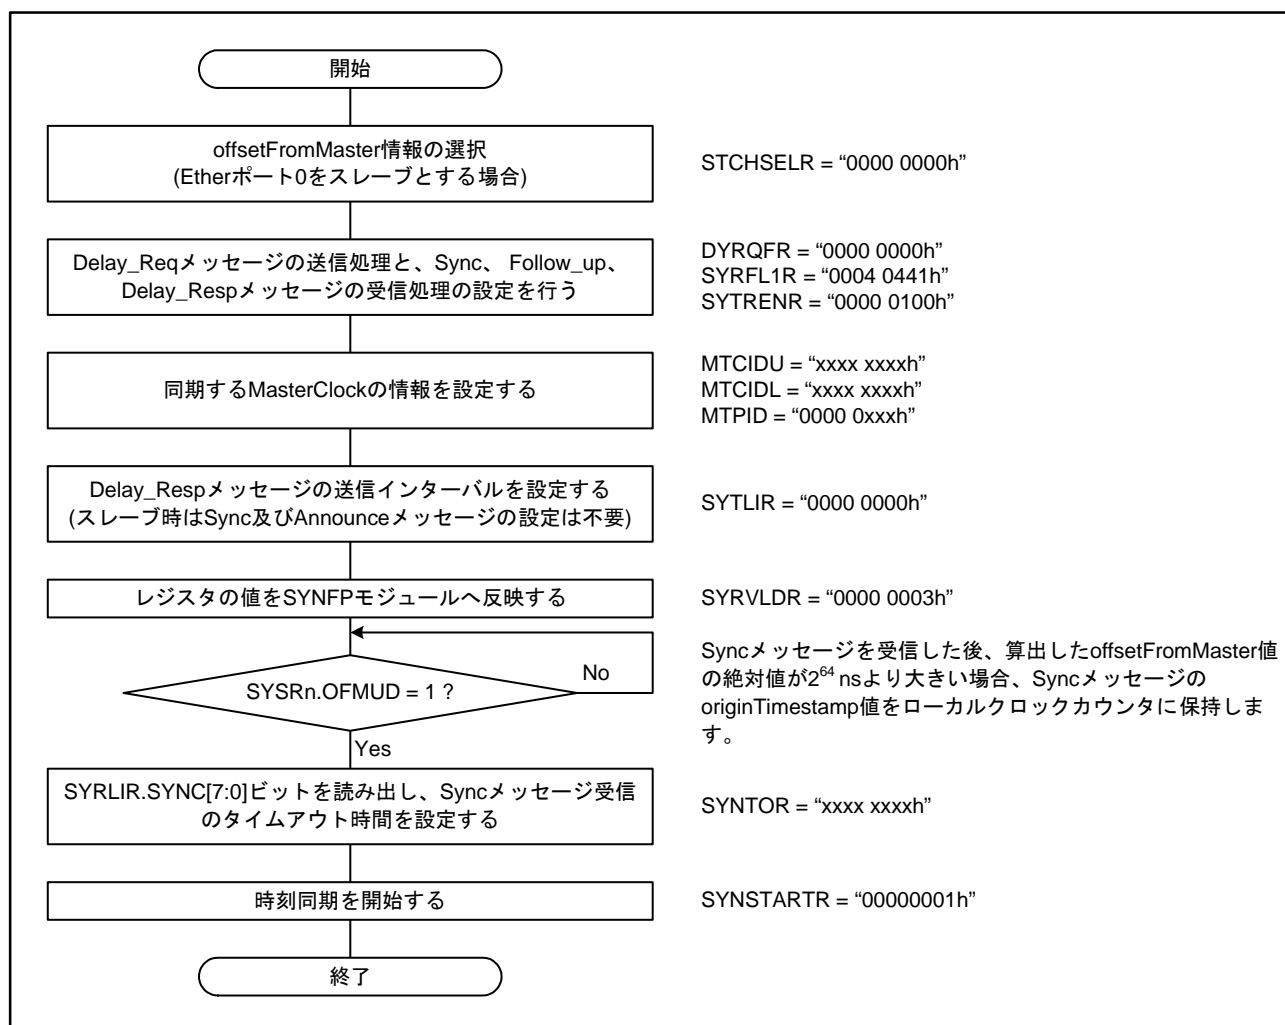 開始
offsetFromMaster情報の選択
(Etherポート0をスレーブとする場合)
STCHSELR = “0000 0000h”
Delay_Reqメッセージの送信処理と、Sync、 Follow_up、
Delay_Respメッセージの受信処理の設定を行う
DYRQFR = “0000 0000h”
SYRFL1R = “0004 0441h”
SYTRENR = “0000 0100h”
同期するMasterClockの情報を設定する
MTCIDU = “xxxx xxxxh”
MTCIDL = “xxxx xxxxh”
MTPID = “0000 0xxxh”
Delay_Respメッセージの送信インターバルを設定する
(スレーブ時はSync及びAnnounceメッセージの設定は不要)
SYTLIR = “0000 0000h”
レジスタの値をSYNFPモジュールへ反映する
SYRVLDR = “0000 0003h”
SYSRn.OFMUD = 1 ?
No
Yes
Syncメッセージを受信した後、算出したoffsetFromMaster値
の絶対値が2^64 nsより大きい場合、Syncメッセージの
originTimestamp値をローカルクロックカウンタに保持しま
す。
SYRLIR.SYNC[7:0]ビットを読み出し、Syncメッセージ受信
のタイムアウト時間を設定する
SYNTOR = “xxxx xxxxh”
時刻同期を開始する
SYNSTARTR = “00000001h”
終了